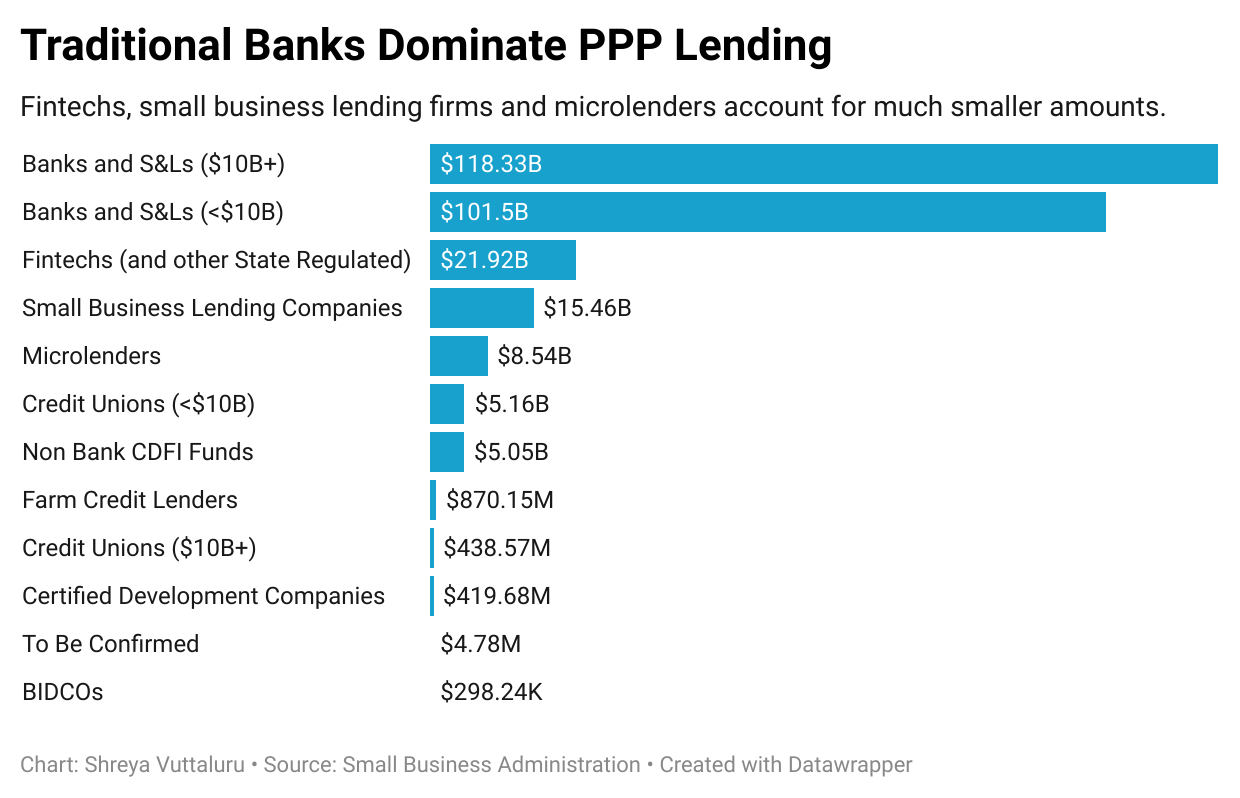 Traditional Banks Dominate PPP Lending
Fintechs, small business lending firms and microlenders account for much smaller amounts.
Banks and S&Ls ($10B+) $118.33B
Banks and S&Ls (<$10B) $101.5B
Fintechs (and other State Regulated) $21.92B
Small Business Lending Companies $15.46B
Microlenders $8.54B
Credit Unions (<$10B) $5.16B
Non Bank CDFI Funds $5.05B
Farm Credit Lenders $870.15M
Credit Unions ($10B+) $438.57M
Certified Development Companies $419.68M
To Be Confirmed $4.78M
BIDCOs $298.24K
Chart: Shreya Vuttaluru • Source: Small Business Administration • Created with Datawrapper